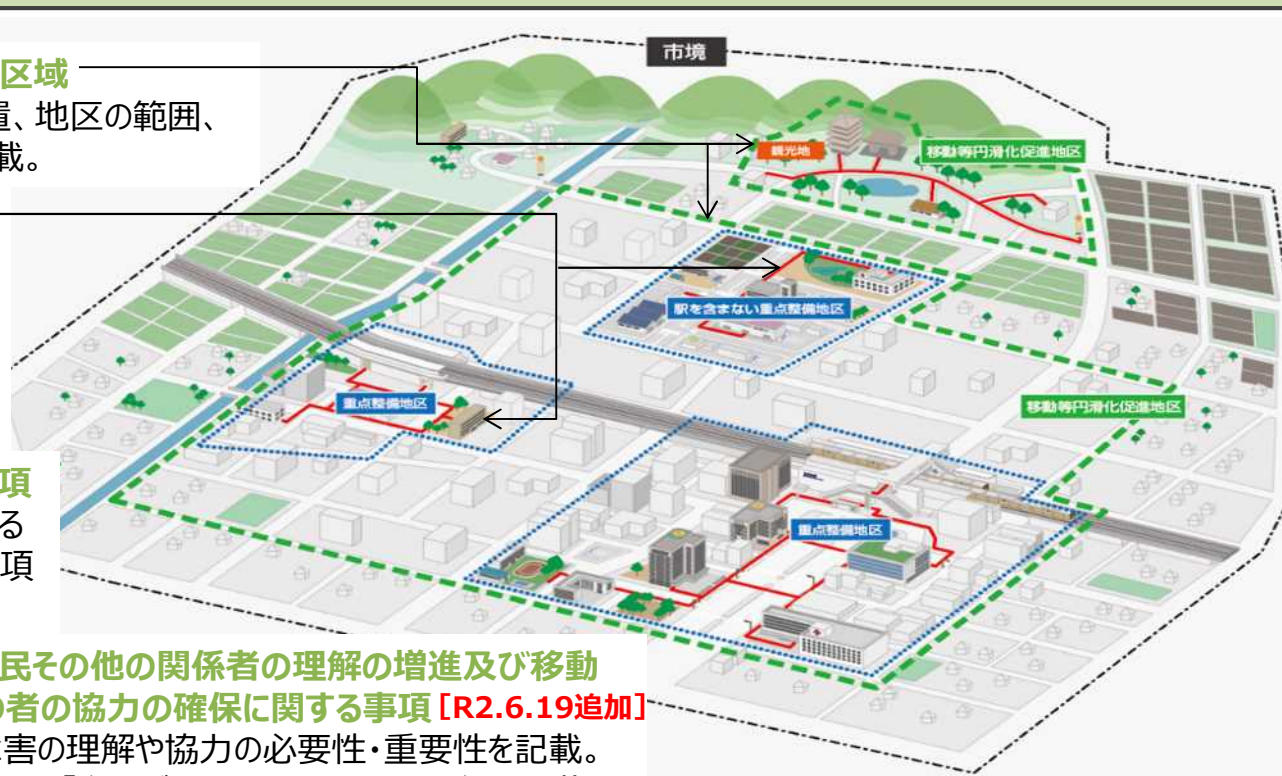 区域
置、地区の範囲、
載。
項
る
項
民その他の関係者の理解の増進及び移動
の者の協力の確保に関する事項[R2.6.19追加]
害の理解や協力の必要性・重要性を記載。
市境
観光地
移動等円滑化促進地区
駅を含まない重点整備地区
重点整備地区
移動等円滑化促進地区
重点整備地区